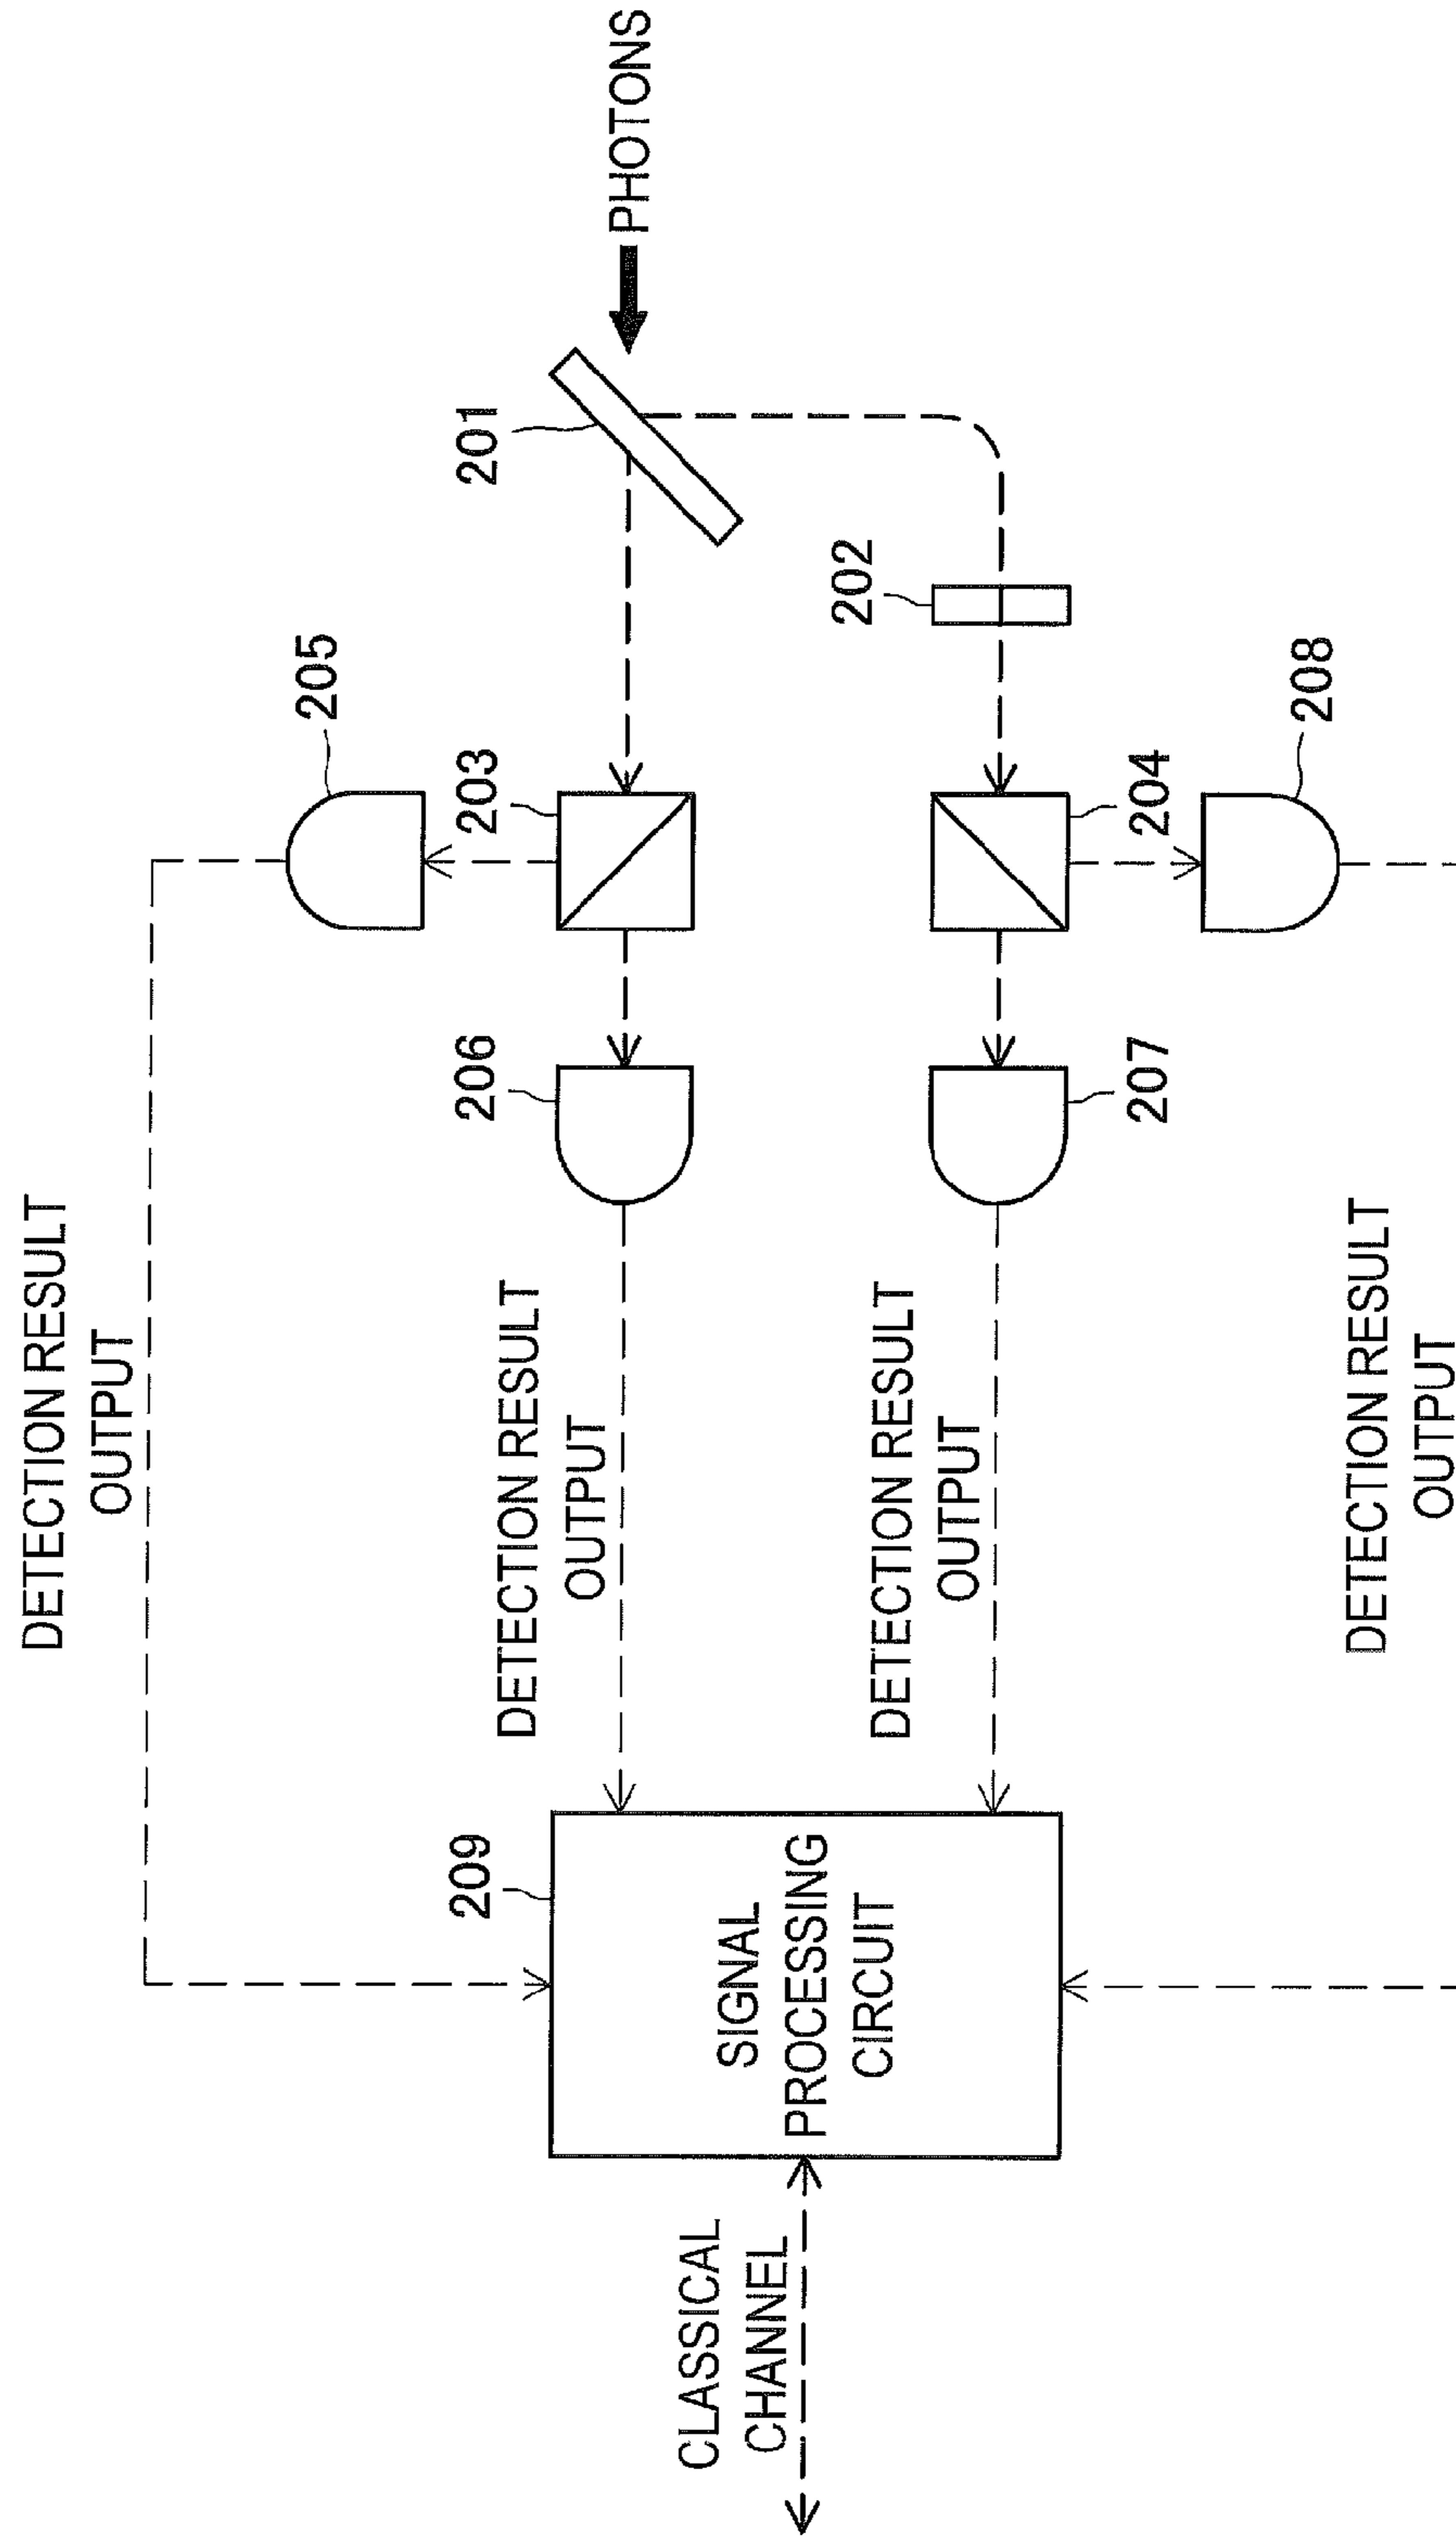 DETECTION RESULT
OUTPUT
205
209
206
203
201
DETECTION RESULT
OUTPUT
PHOTONS
CLASSICAL
CHANNEL
SIGNAL
PROCESSING
CIRCUIT
202
DETECTION RESULT
OUTPUT
207
204
208
DETECTION RESULT
OUTPUT